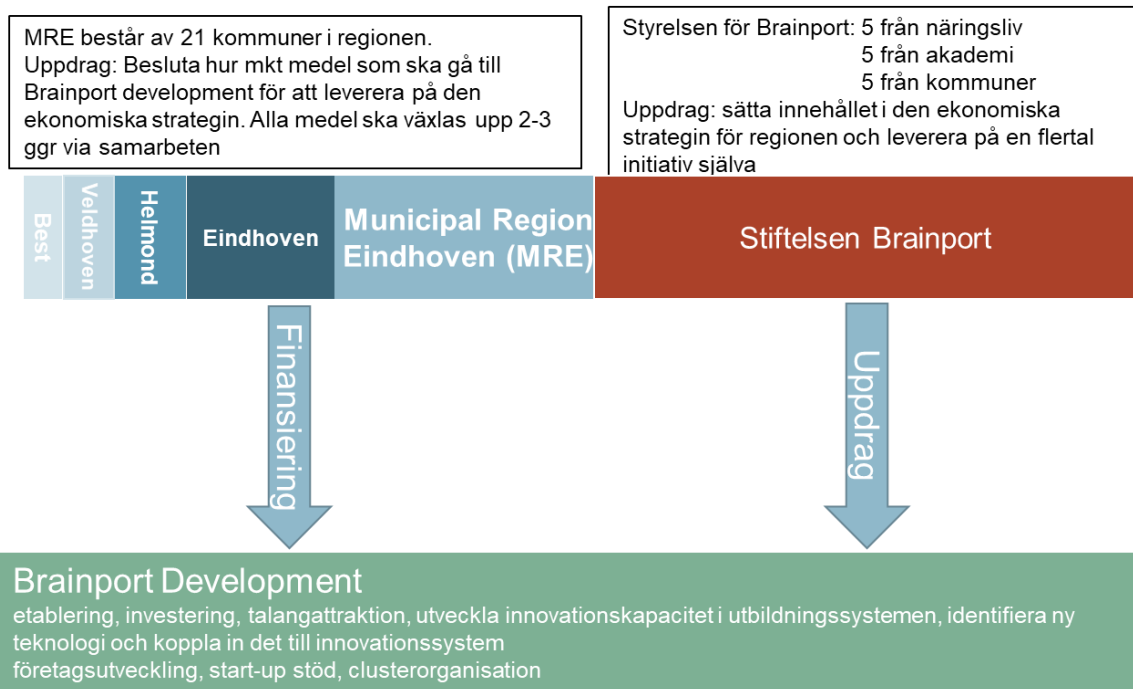 MRE består av 21 kommuner i regionen.
Uppdrag: Besluta hur mkt medel som ska gå till
Brainport development för att leverera på den
ekonomiska strategin. Alla medel ska växlas upp 2-3
ggr via samarbeten
Styrelsen för Brainport: 5 från näringsliv
5 från akademi
5 från kommuner
Uppdrag: sätta innehållet i den ekonomiska
strategin för regionen och leverera på en flertal
initiativ själva
Best
Veldhoven
Helmond
Eindhoven
Municipal Region
Eindhoven (MRE)
Stiftelsen Brainport
Finansiering
Uppdrag
Brainport Development
etablering, investering, talangattraktion, utveckla innovationskapacitet i utbildningssystemen, identifiera ny
teknologi och koppla in det till innovationssystem
företagsutveckling, start-up stöd, clusterorganisation